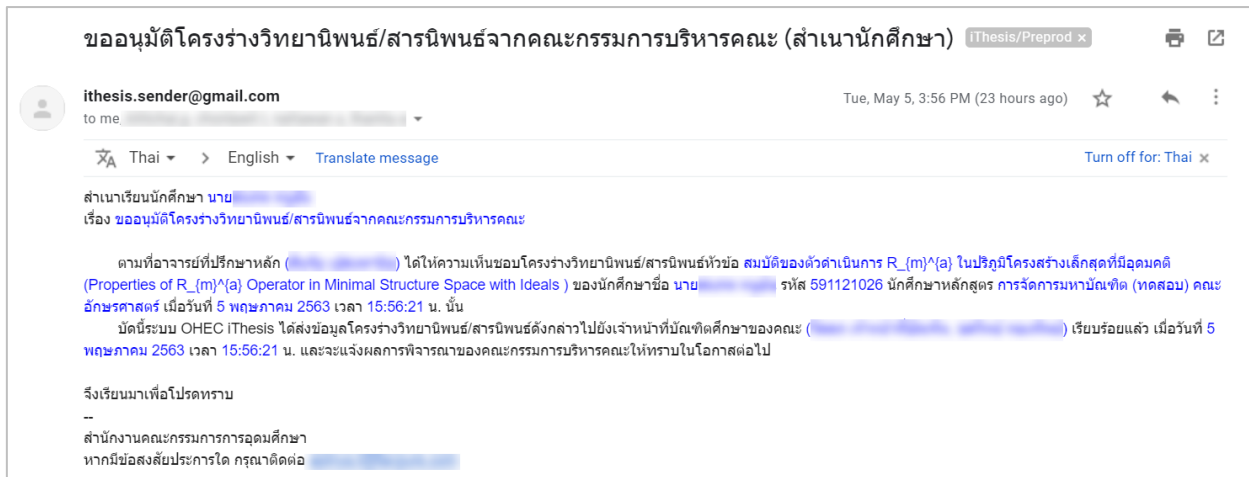 ขออนุมัติโครงร่างวิทยานิพนธ์/สารนิพนธ์จากคณะกรรมการบริหารคณะ (สำเนานักศึกษา) iThesis/Preprod x
ithesis.sender@gmail.com
Tue, May 5, 3:56 PM (23 hours ago)
to me,
Thai > English Translate message
Turn off for: Thai x
สำเนาเรียนนักศึกษา นาย
เรื่อง ขออนุมัติโครงร่างวิทยานิพนธ์/สารนิพนธ์จากคณะกรรมการบริหารคณะ
ตามที่อาจารย์ที่ปรึกษาหลัก () ได้ให้ความเห็นชอบโครงร่างวิทยานิพนธ์/สารนิพนธ์หัวข้อ สมบัติของตัวดำเนินการ R_{m}^{a} ในปริภูมิโครงสร้างเล็กสุดที่มีอุดมคติ
(Properties of R_{m}^{a} Operator in Minimal Structure Space with Ideals ) ของนักศึกษาชื่อ นาย รหัส 591121026 นักศึกษาหลักสูตร การจัดการมหาบัณฑิต (ทดสอบ) คณะ
อักษรศาสตร์ เมื่อวันที่ 5 พฤษภาคม 2563 เวลา 15:56:21 น. นั้น
บัดนี้ระบบ OHEC iThesis ได้ส่งข้อมูลโครงร่างวิทยานิพนธ์/สารนิพนธ์ดังกล่าวไปยังเจ้าหน้าที่บัณฑิตศึกษาของคณะ () เรียบร้อยแล้ว เมื่อวันที่ 5
พฤษภาคม 2563 เวลา 15:56:21 น. และจะแจ้งผลการพิจารณาของคณะกรรมการบริหารคณะให้ทราบในโอกาสต่อไป
จึงเรียนมาเพื่อโปรดทราบ
--
สำนักงานคณะกรรมการการอุดมศึกษา
หากมีข้อสงสัยประการใด กรุณาติดต่อ